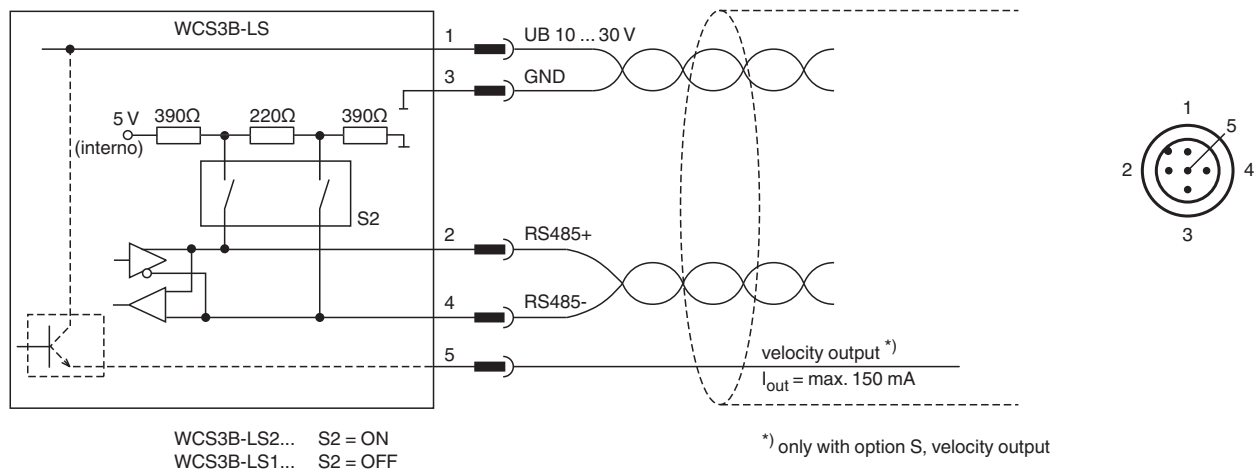 WCS3B-LS
1
UB 10 ... 30 V
3
GND
5 V
(interno)
390Ω
220Ω
390Ω
S2
2
RS485+
4
RS485-
5
velocity output *)
Iout = max. 150 mA
WCS3B-LS2... S2 = ON
WCS3B-LS1... S2 = OFF
*) only with option S, velocity output
1
5
2
4
3